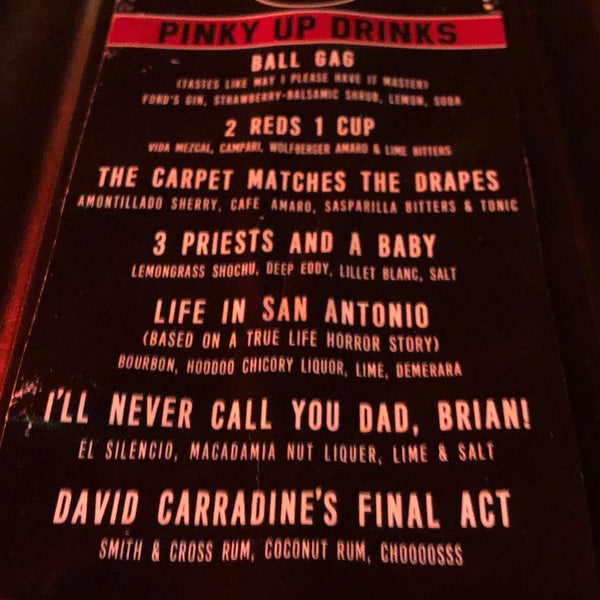 PINKY UP DRINKS
BALL GAG
(TASTES LIKE MAY I PLEASE HAVE IT MASTER)
FORD'S GIN, STRAWBERRY-BALSAMIC SHRUB, LEMON, SODA
2 REDS 1 CUP
VIDA MEZCAL, CAMPARI, WOLFBERGER AMARO & LIME BITTERS
THE CARPET MATCHES THE DRAPES
AMONTILLADO SHERRY, CAFE AMARO, SASPARILLA BITTERS & TONIC
3 PRIESTS AND A BABY
LEMONGRASS SHOCHU, DEEP EDDY, LILLET BLANC, SALT
LIFE IN SAN ANTONIO
(BASED ON A TRUE LIFE HORROR STORY)
BOURBON, HOODOO CHICORY LIQUOR, LIME, DEMERARA
I'LL NEVER CALL YOU DAD, BRIAN!
EL SILENCIO, MACADAMIA NUT LIQUER, LIME & SALT
DAVID CARRADINE'S FINAL ACT
SMITH & CROSS RUM, COCONUT RUM, CHOOOOSSS